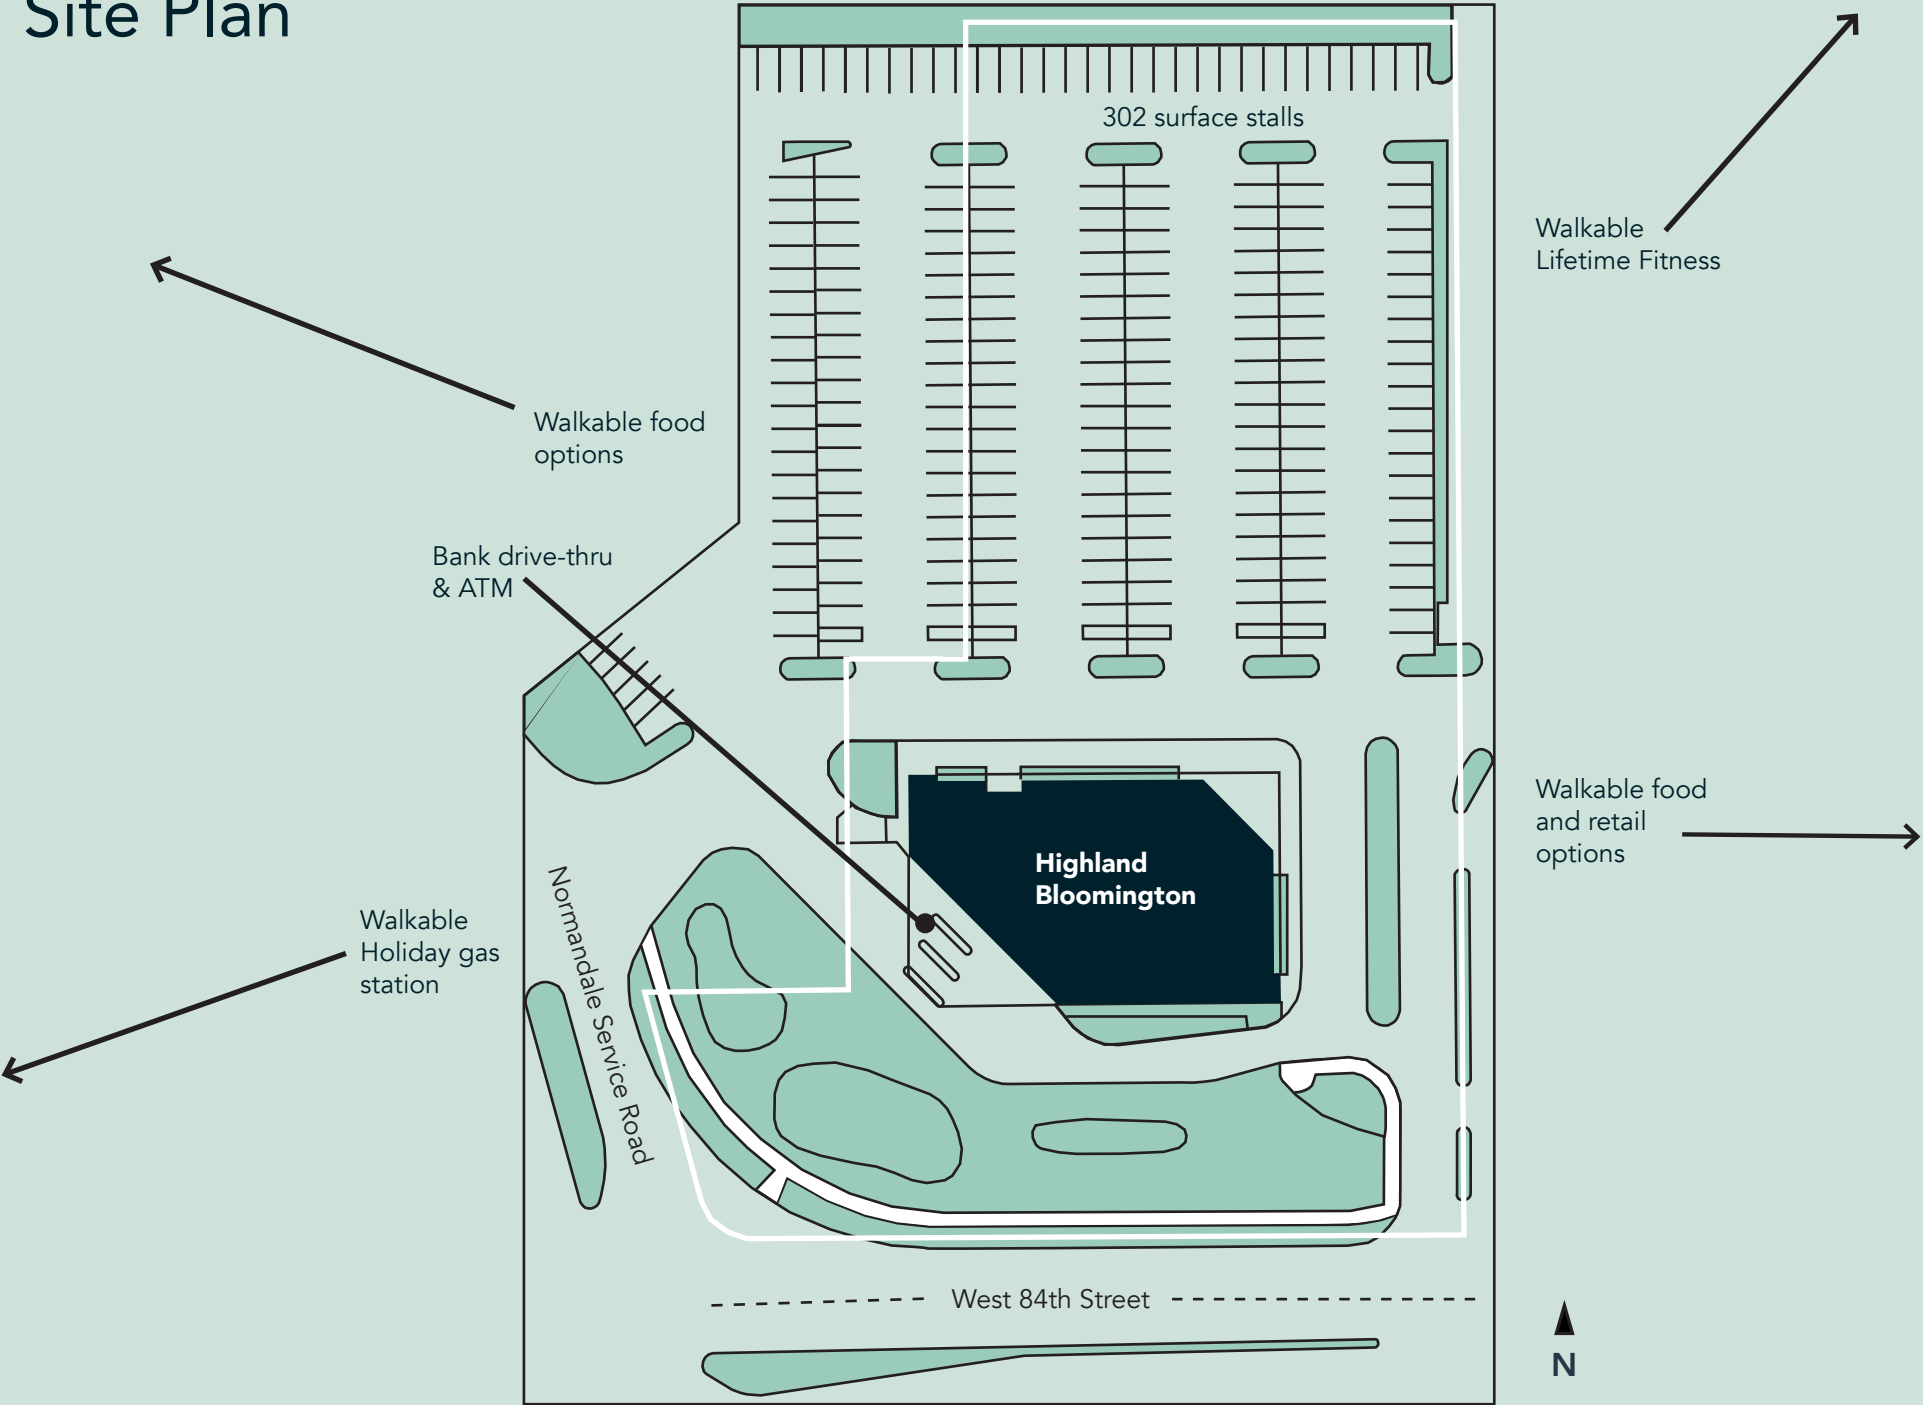 Site Plan
302 surface stalls
Walkable
Lifetime Fitness
Walkable food
options
Bank drive-thru
& ATM
Walkable food
and retail
options
Highland
Bloomington
Walkable
Holiday gas
station
Normandale Service Road
West 84th Street
N